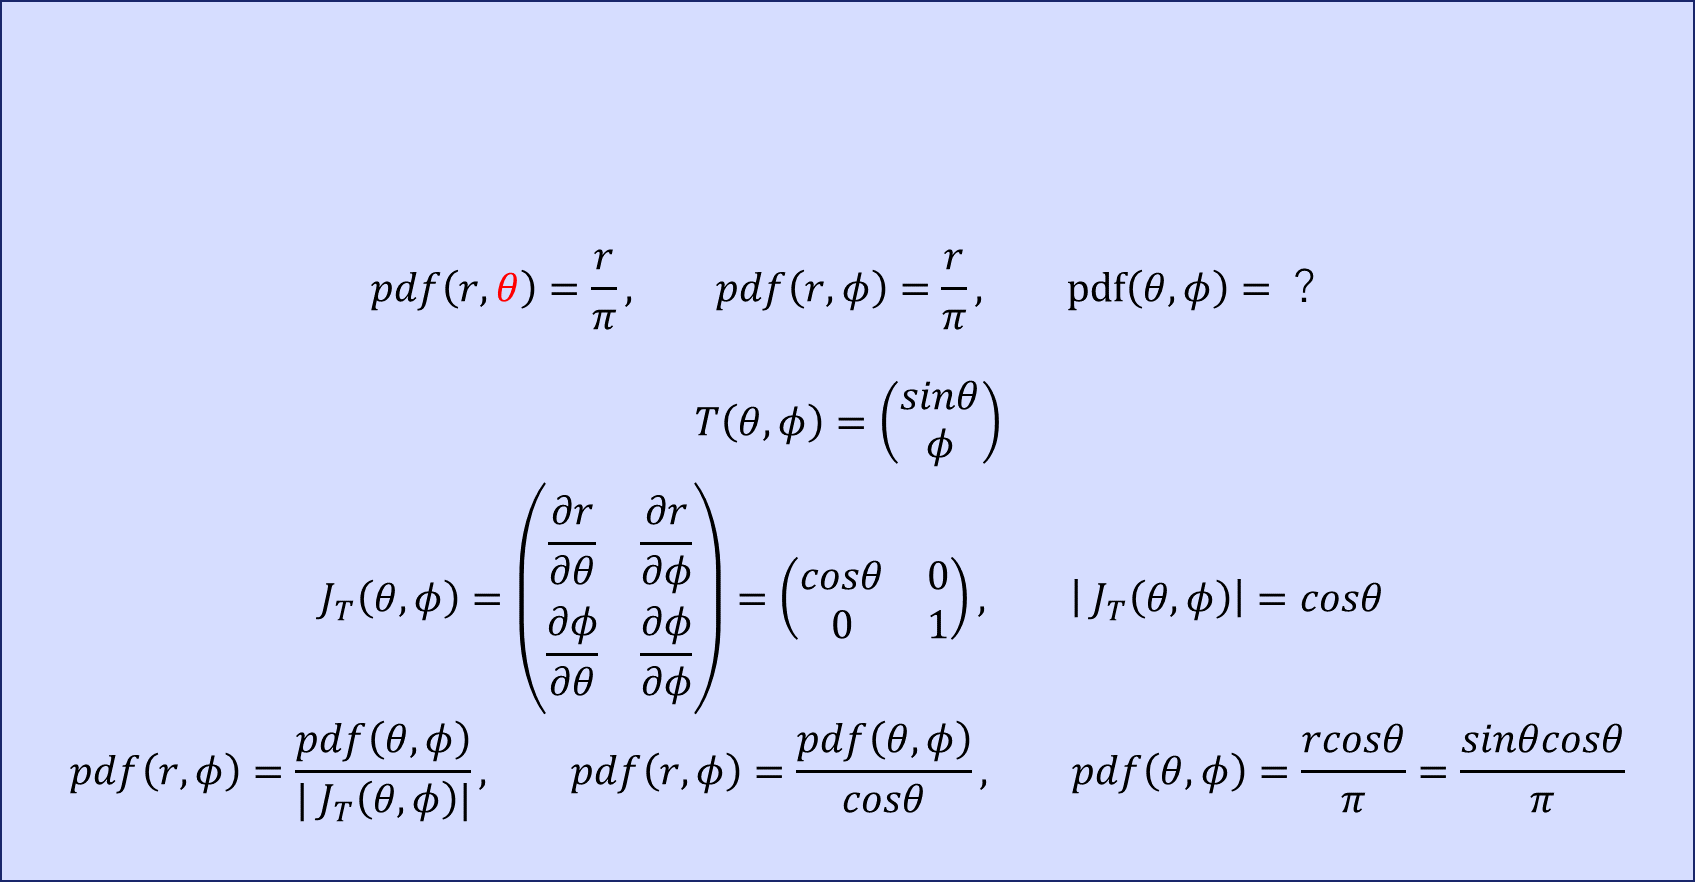 pdf(r, θ) = r/π,   pdf(r, ϕ) = r/π,   pdf(θ, ϕ) = ?
T(θ, ϕ) = (sinθ ϕ)
J_T(θ, ϕ) = (∂r/∂θ ∂r/∂ϕ ∂ϕ/∂θ ∂ϕ/∂ϕ) = (cosθ 0 0 1),   | J_T(θ, ϕ)| = cosθ
pdf(r, ϕ) = pdf(θ, ϕ)/| J_T(θ, ϕ)|,   pdf(r, ϕ) = pdf(θ, ϕ)/cosθ,   pdf(θ, ϕ) = rcosθ/π = sinθcosθ/π